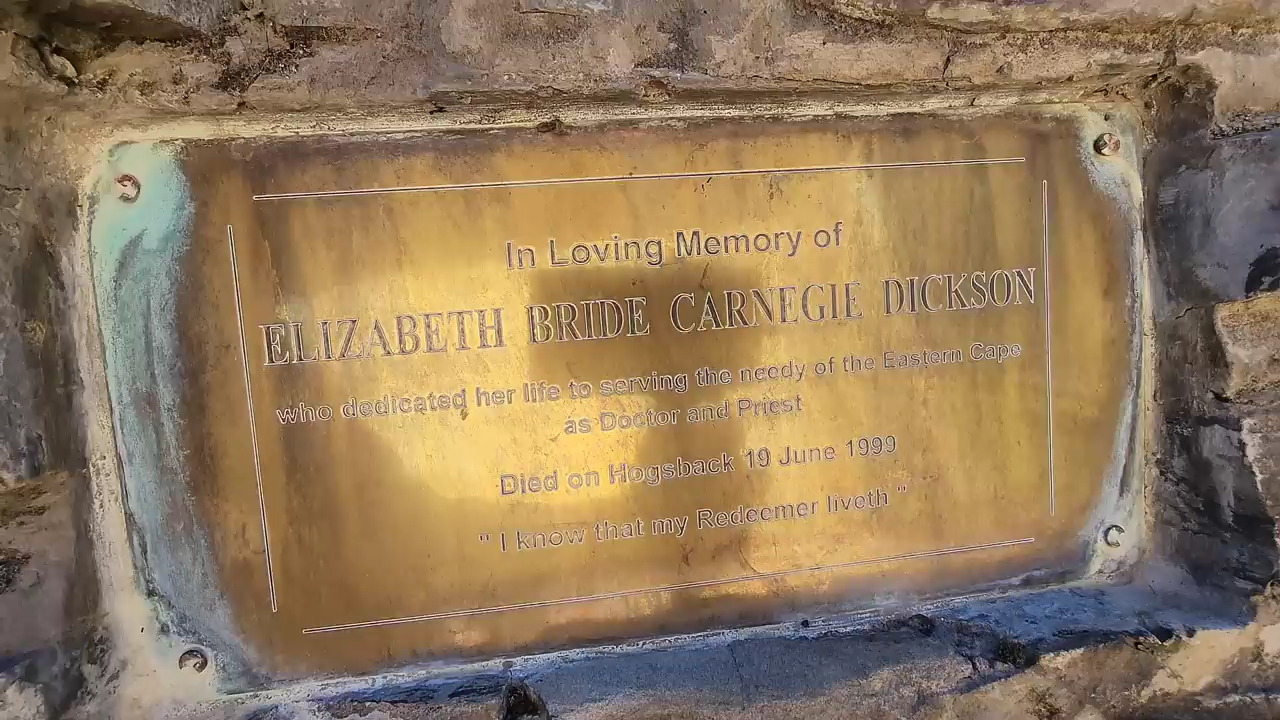 In Loving Memory of
ELIZABETH BRIDE CARNEGIE DICKSON
who dedicated her life to serving the needy of the Eastern Cape
as Doctor and Priest
Died on Hogsback 19 June 1999
" I know that my Redeemer liveth "